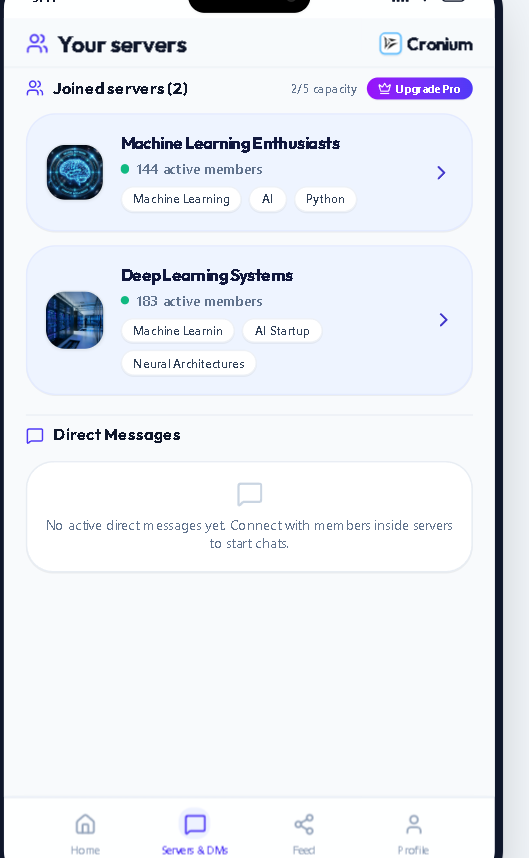 Your servers
Cronium
Joined servers (2)
2/5 capacity
Upgrade Pro
Machine Learning Enthusiasts
144 active members
Machine Learning
AI
Python
Deep Learning Systems
183 active members
Machine Learnin
AI Startup
Neural Architectures
Direct Messages
No active direct messages yet. Connect with members inside servers
to start chats.
Home
Servers & DMs
Feed
Profile